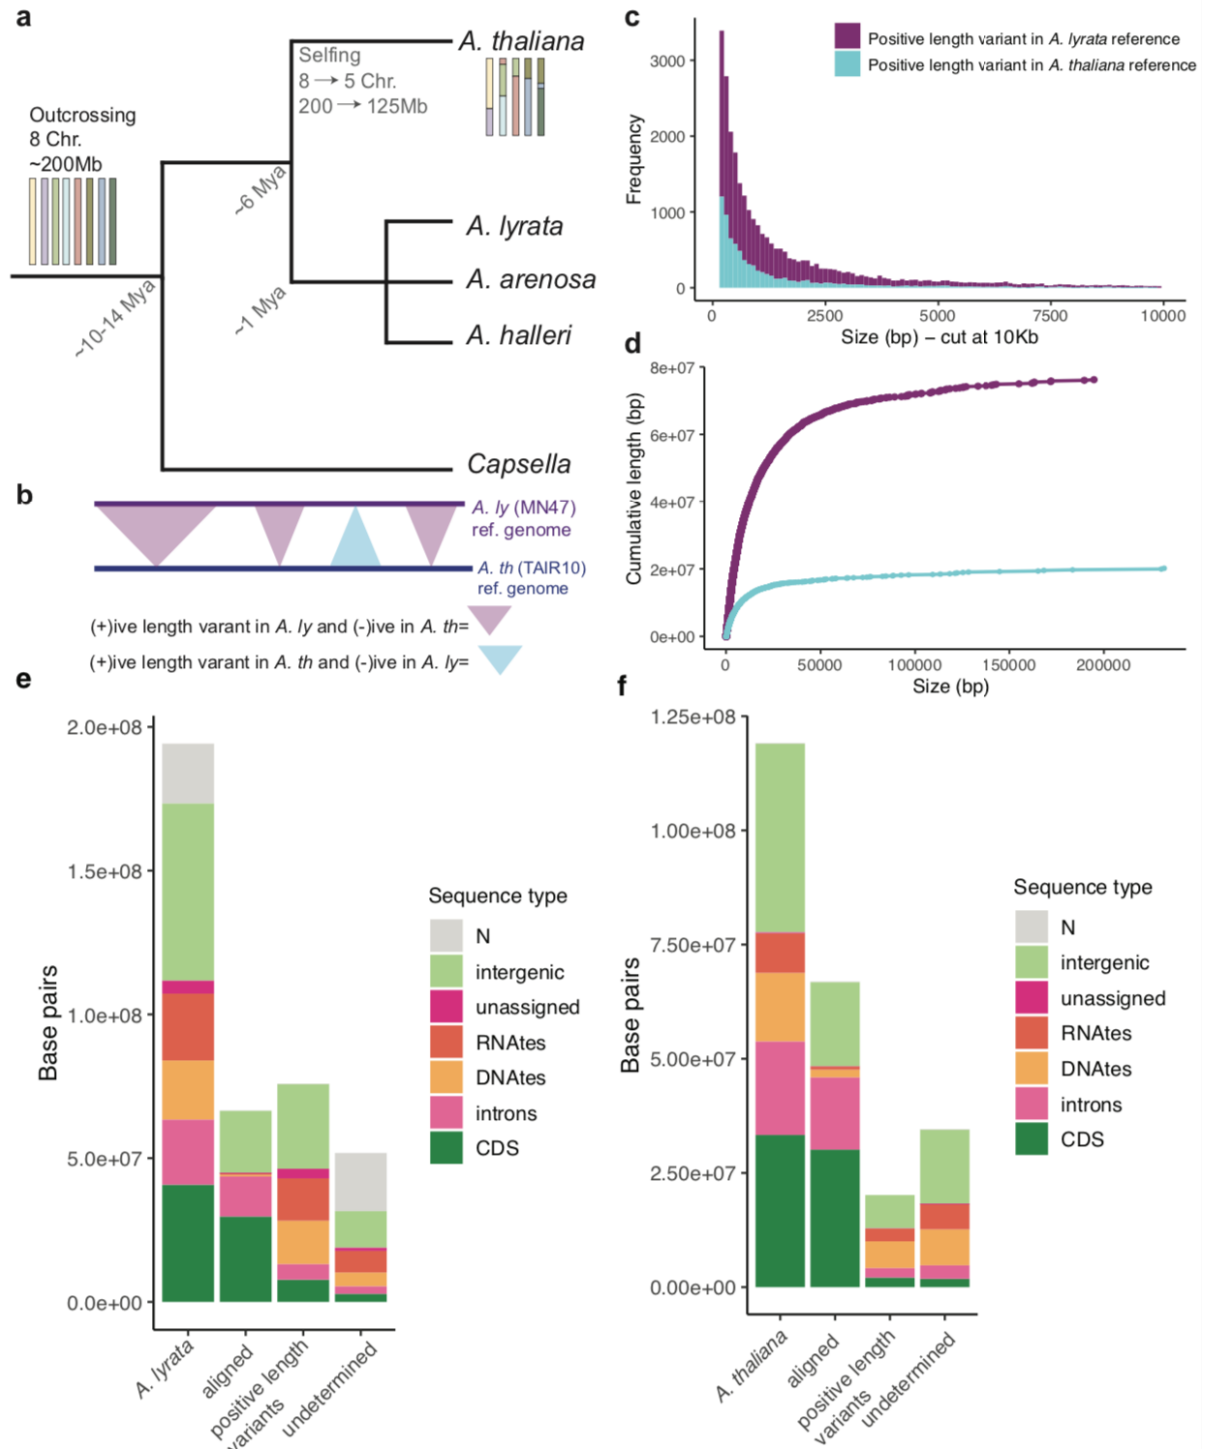 a
A. thaliana
Selfing
8 → 5 Chr.
200 → 125Mb
Outcrossing
8 Chr.
~200Mb
~6 Mya
A. lyrata
A. arenosa
~1 Mya
~10-14 Mya
A. halleri
Capsella
b
A. ly (MN47)
ref. genome
A. th (TAIR10)
ref. genome
(+)ive length varant in A. ly and (-)ive in A. th=
(+)ive length varant in A. th and (-)ive in A. ly=
c
Positive length variant in A. lyrata reference
Positive length variant in A. thaliana reference
Frequency
3000
2000
1000
0
0 2500 5000 7500 10000
Size (bp) – cut at 10Kb
d
Cumulative length (bp)
8e+07
6e+07
4e+07
2e+07
0e+00
0 50000 100000 150000 200000
Size (bp)
e
Base pairs
2.0e+08
1.5e+08
1.0e+08
5.0e+07
0.0e+00
A. lyrata
aligned
positive length
variants
undetermined
Sequence type
N
intergenic
unassigned
RNAtes
DNAtes
introns
CDS
f
Base pairs
1.25e+08
1.00e+08
7.50e+07
5.00e+07
2.50e+07
0.00e+00
A. thaliana
aligned
positive length
variants
undetermined
Sequence type
N
intergenic
unassigned
RNAtes
DNAtes
introns
CDS